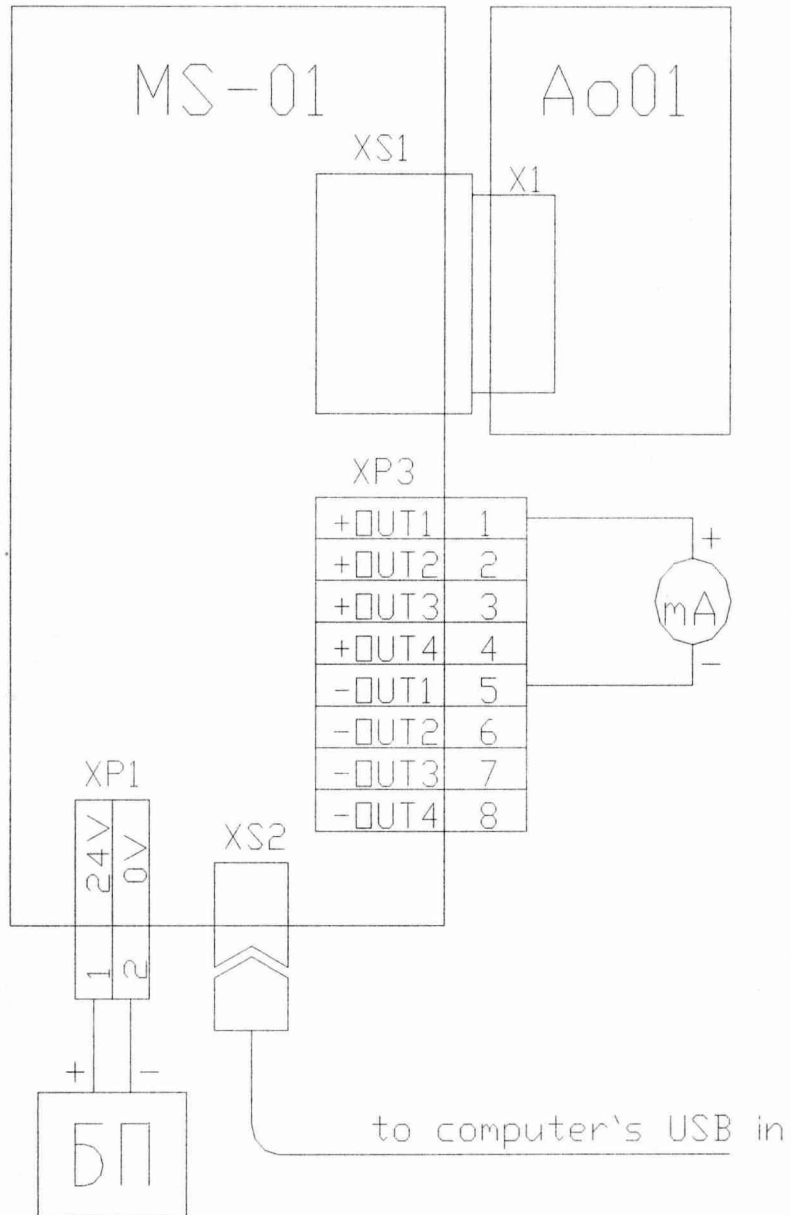 MS-01
Ao01
XS1
X1
XP3
+OUT1 1
+OUT2 2
+OUT3 3
+OUT4 4
-OUT1 5
-OUT2 6
-OUT3 7
-OUT4 8
+
mA
-
XP1
24V 0V
1 2
XS2
+ -
БП
to computer`s USB in